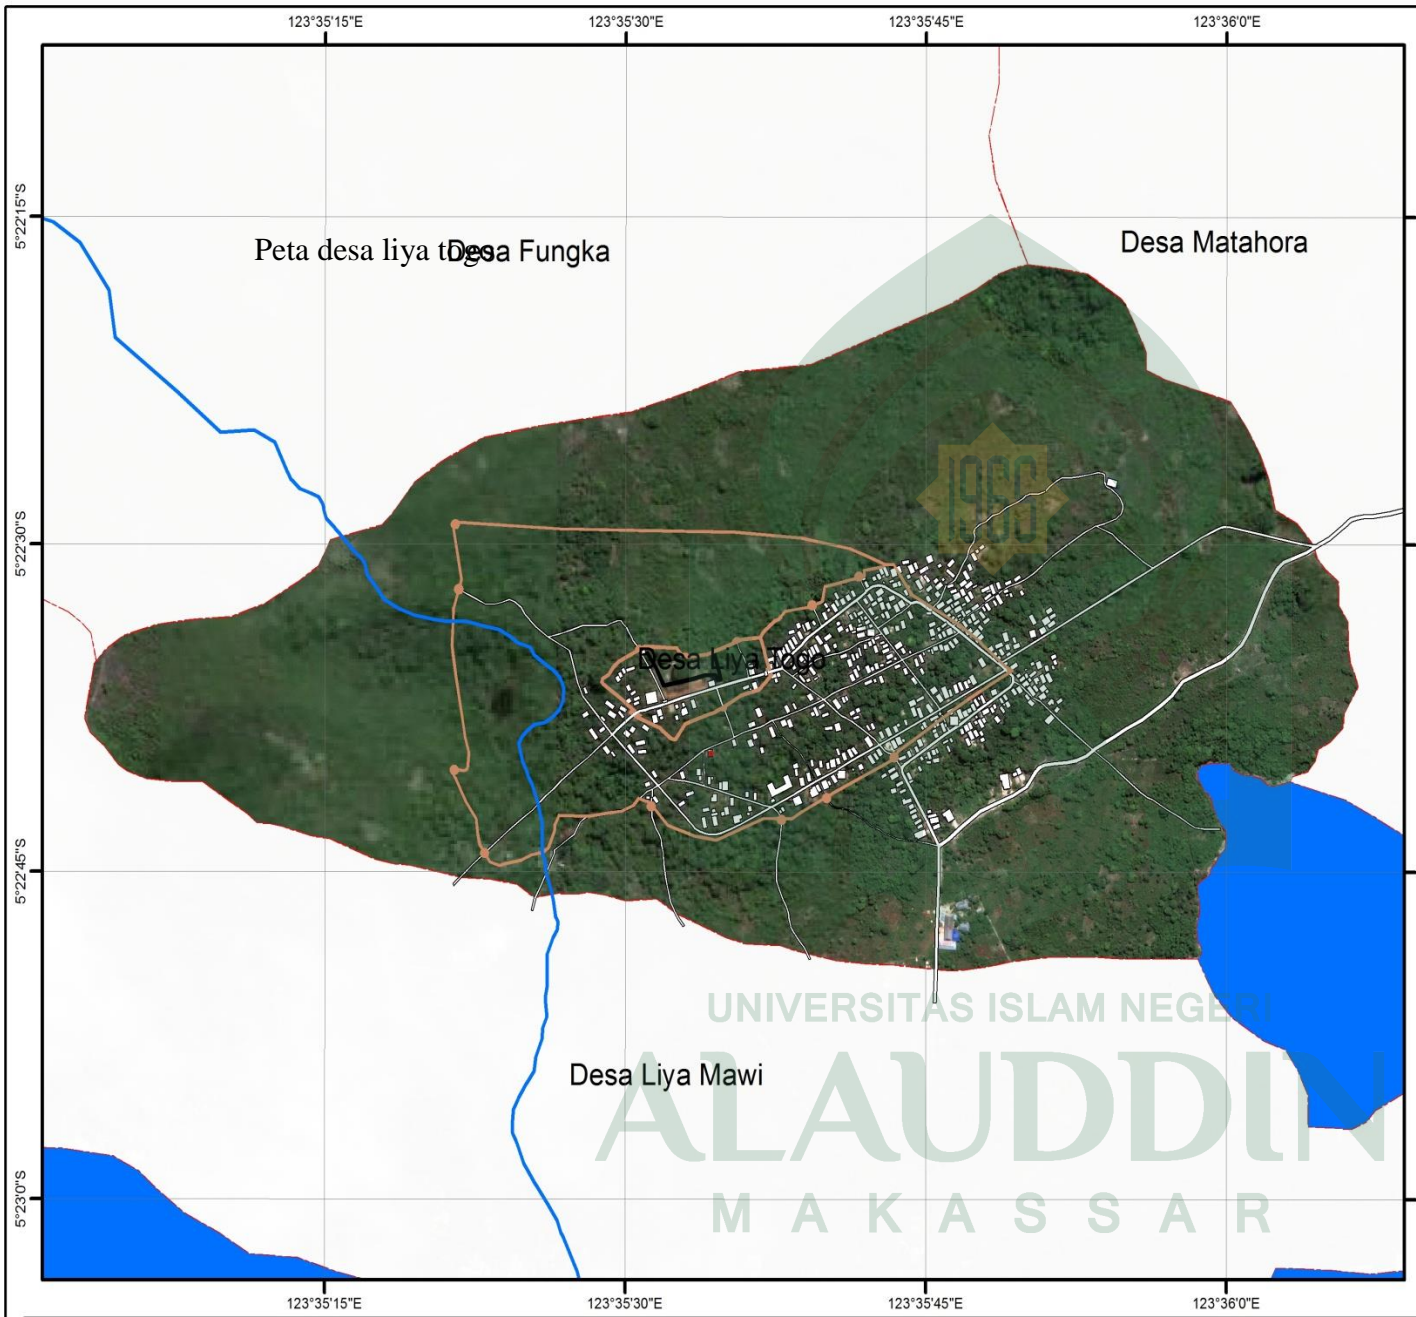 123°35'15"E 123°35'30"E 123°35'45"E 123°36'0"E
5°22'15"S
Peta desa liya togo
Desa Fungka
Desa Matahora
1965
5°22'30"S
Desa Liya Togo
5°22'45"S
UNIVERSITAS ISLAM NEGERI
Desa Liya Mawi
ALAUDDIN
5°23'0"S
MAKASSAR
123°35'15"E 123°35'30"E 123°35'45"E 123°36'0"E